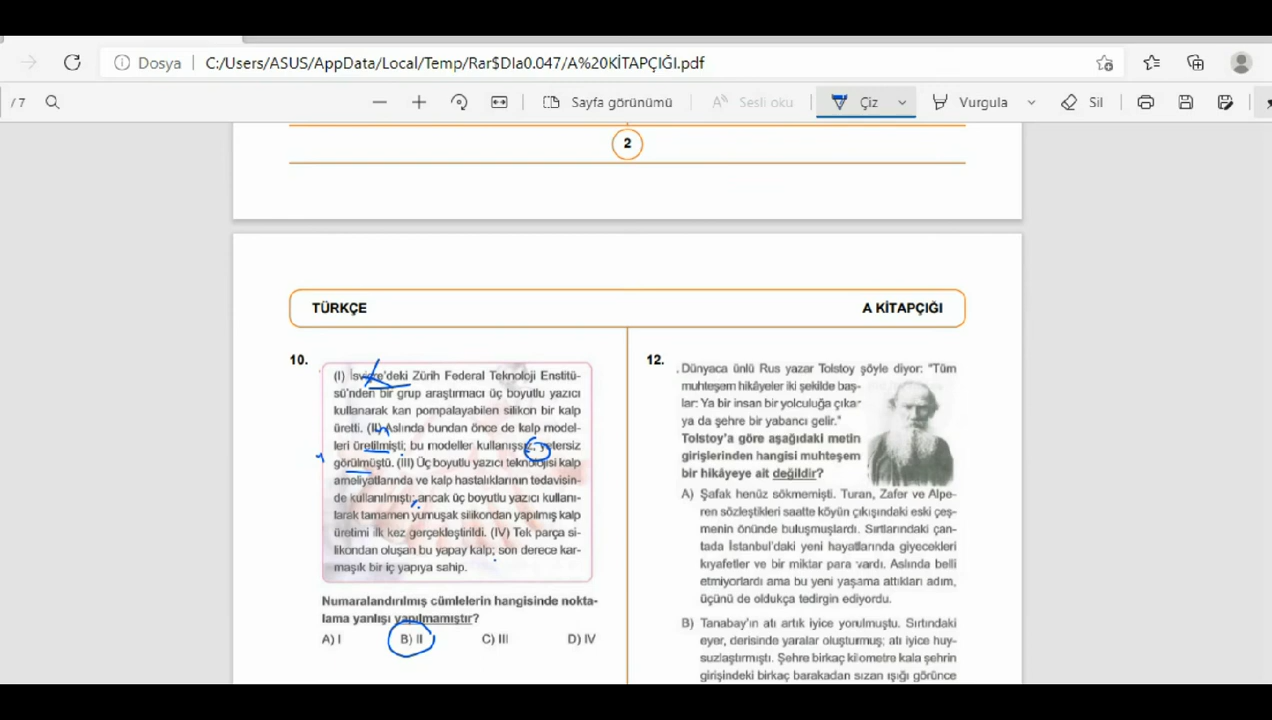 Dosya
C:/Users/ASUS/AppData/Local/Temp/Rar$DIa0.047/A%20KİTAPÇIĞI.pdf
/7
Sayfa görünümü
Sesli oku
Çiz
Vurgula
Sil
2
TÜRKÇE
A KİTAPÇIĞI
10.
(I) İsviçre'deki Zürih Federal Teknoloji Enstitü-
sü'nden bir grup araştırmacı üç boyutlu yazıcı
kullanarak kan pompalayabilen silikon bir kalp
üretti. (II) Aslında bundan önce de kalp model-
leri üretilmişti; bu modeller kullanışsız, yetersiz
görülmüştü. (III) Üç boyutlu yazıcı teknolojisi kalp
ameliyatlarında ve kalp hastalıklarının tedavisin-
de kullanılmıştı; ancak üç boyutlu yazıcı kullanı-
larak tamamen yumuşak silikondan yapılmış kalp
üretimi ilk kez gerçekleştirildi. (IV) Tek parça si-
likondan oluşan bu yapay kalp; son derece kar-
maşık bir iç yapıya sahip.
Numaralandırılmış cümlelerin hangisinde nokta-
lama yanlışı yapılmamıştır?
A) I
B) II
C) III
D) IV
12.
Dünyaca ünlü Rus yazar Tolstoy şöyle diyor: "Tüm
muhteşem hikâyeler iki şekilde baş-
lar: Ya bir insan bir yolculuğa çıkar
ya da şehre bir yabancı gelir."
Tolstoy'a göre aşağıdaki metin
girişlerinden hangisi muhteşem
bir hikâyeye ait değildir?
A) Şafak henüz sökmemişti. Turan, Zafer ve Alpe-
ren sözleştikleri saatte köyün çıkışındaki eski çeş-
menin önünde buluşmuşlardı. Sırtlarındaki çan-
tada İstanbul'daki yeni hayatlarında giyecekleri
kıyafetler ve bir miktar para vardı. Aslında belli
etmiyorlardı ama bu yeni yaşama attıkları adım,
üçünü de oldukça tedirgin ediyordu.
B) Tanabay'ın atı artık iyice yorulmuştu. Sırtındaki
eyer, derisinde yaralar oluşturmuş; atı iyice huy-
suzlaştırmıştı. Şehre birkaç kilometre kala şehrin
girişindeki birkaç barakadan sızan ışığı görünce